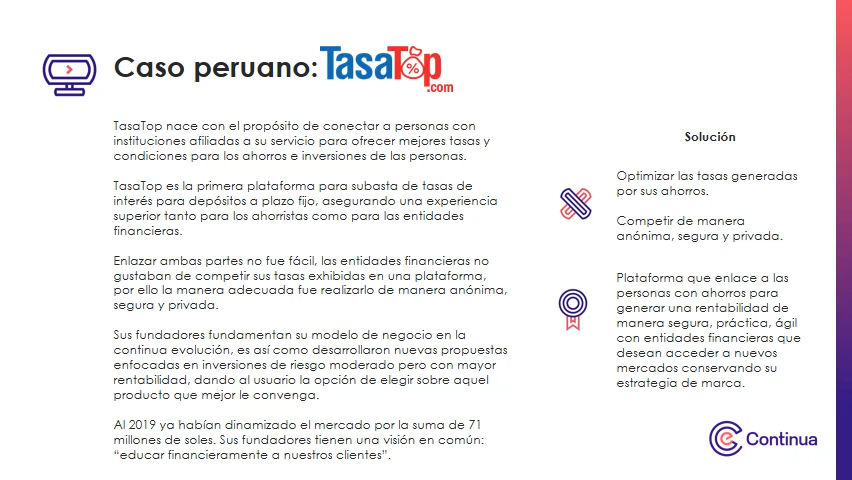 Caso peruano: TasaTop
.com
TasaTop nace con el propósito de conectar a personas con
instituciones afiliadas a su servicio para ofrecer mejores tasas y
condiciones para los ahorros e inversiones de las personas.
TasaTop es la primera plataforma para subasta de tasas de
interés para depósitos a plazo fijo, asegurando una experiencia
superior tanto para los ahorristas como para las entidades
financieras.
Enlazar ambas partes no fue fácil, las entidades financieras no
gustaban de competir sus tasas exhibidas en una plataforma,
por ello la manera adecuada fue realizarlo de manera anónima,
segura y privada.
Sus fundadores fundamentan su modelo de negocio en la
continua evolución, es así como desarrollaron nuevas propuestas
enfocadas en inversiones de riesgo moderado pero con mayor
rentabilidad, dando al usuario la opción de elegir sobre aquel
producto que mejor le convenga.
Al 2019 ya habían dinamizado el mercado por la suma de 71
millones de soles. Sus fundadores tienen una visión en común:
“educar financieramente a nuestros clientes”.
Solución
Optimizar las tasas generadas
por sus ahorros.
Competir de manera
anónima, segura y privada.
Plataforma que enlace a las
personas con ahorros para
generar una rentabilidad de
manera segura, práctica, ágil
con entidades financieras que
desean acceder a nuevos
mercados conservando su
estrategia de marca.
Continua